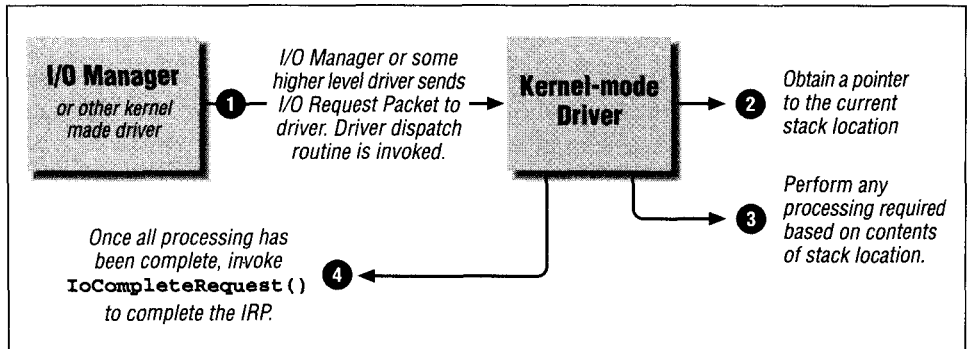 I/O Manager
or other kernel
made driver
1
I/O Manager or some
higher level driver sends
I/O Request Packet to
driver. Driver dispatch
routine is invoked.
Kernel-mode
Driver
2
Obtain a pointer
to the current
stack location
3
Perform any
processing required
based on contents
of stack location.
Once all processing has
been complete, invoke
IoCompleteRequest()
to complete the IRP.
4